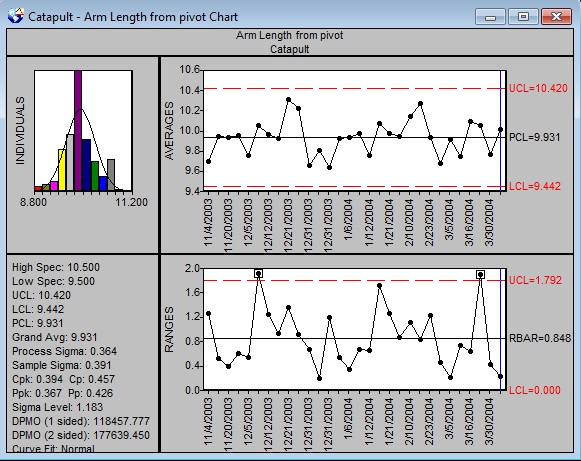 Catapult - Arm Length from pivot Chart
Arm Length from pivot
Catapult
INDIVIDUALS
8.800 11.200
AVERAGES
10.6
10.4
10.2
10.0
9.8
9.6
9.4
UCL=10.420
PCL=9.931
LCL=9.442
11/4/2003 11/20/2003 12/5/2003 12/12/2003 12/21/2003 12/31/2003 12/31/2003 1/6/2004 1/12/2004 2/10/2004 2/23/2004 3/5/2004 3/16/2004 3/30/2004
High Spec: 10.500
Low Spec: 9.500
UCL: 10.420
LCL: 9.442
PCL: 9.931
Grand Avg: 9.931
Process Sigma: 0.364
Sample Sigma: 0.391
Cpk: 0.394 Cp: 0.457
Ppk: 0.367 Pp: 0.426
Sigma Level: 1.183
DPMO (1 sided): 118457.777
DPMO (2 sided): 177639.450
Curve Fit: Normal
RANGES
2.0
1.6
1.2
0.8
0.4
0.0
UCL=1.792
RBAR=0.848
LCL=0.000
11/4/2003 11/20/2003 12/5/2003 12/12/2003 12/21/2003 12/31/2003 12/31/2003 1/6/2004 1/12/2004 2/10/2004 2/23/2004 3/5/2004 3/16/2004 3/30/2004